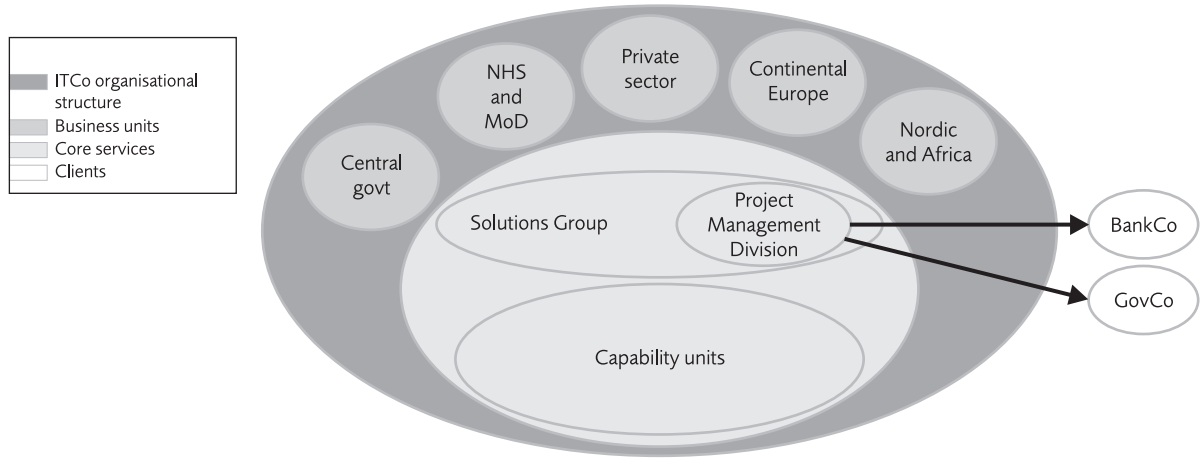 ITCo organisational
structure
Business units
Core services
Clients
Central
govt
NHS
and
MoD
Private
sector
Continental
Europe
Nordic
and Africa
Solutions Group
Project
Management
Division
Capability units
BankCo
GovCo